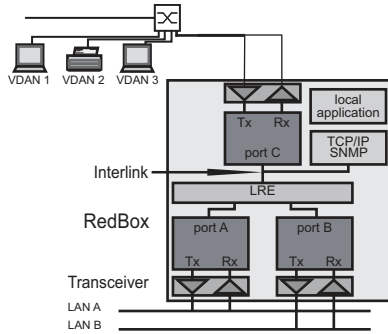 VDAN 1 VDAN 2 VDAN 3
local
application
Tx Rx
TCP/IP
SNMP
port C
Interlink
LRE
RedBox
port A port B
Tx Rx Tx Rx
Transceiver
LAN A
LAN B